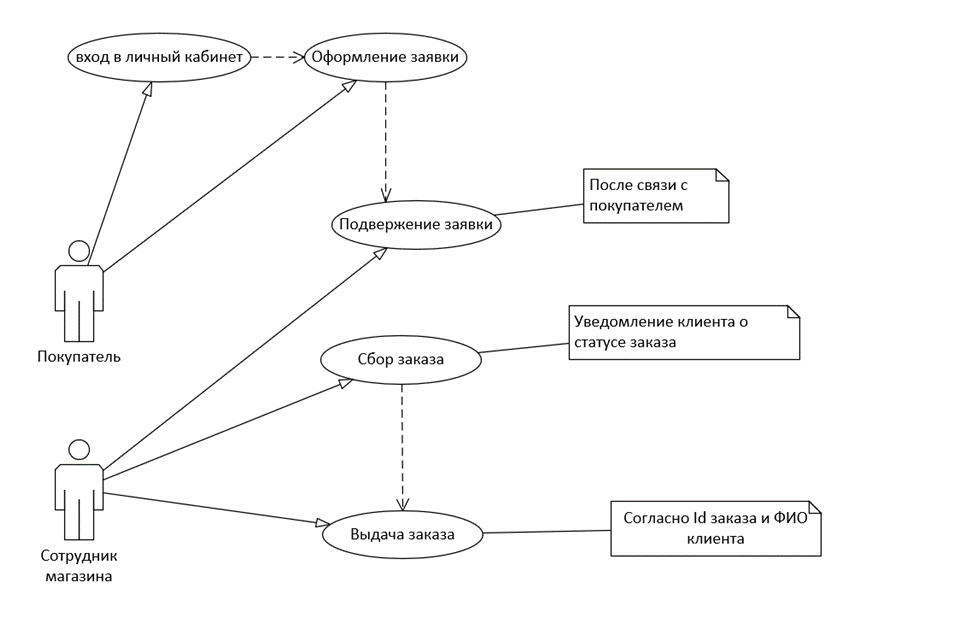 вход в личный кабинет
Оформление заявки
После связи с
покупателем
Подвержение заявки
Покупатель
Уведомление клиента о
статусе заказа
Сбор заказа
Сотрудник
магазина
Выдача заказа
Согласно Id заказа и ФИО
клиента